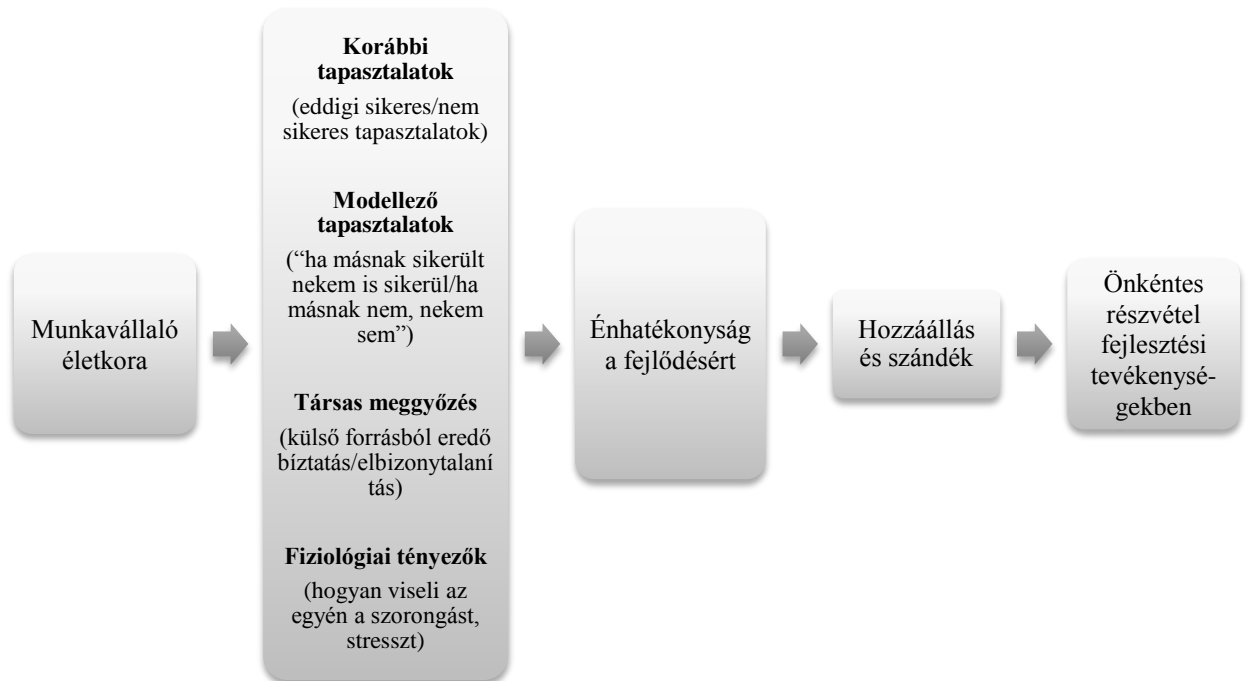 Munkavállaló
életkora
Korábbi
tapasztalatok
(eddigi sikeres/nem
sikeres tapasztalatok)
Modellező
tapasztalatok
(“ha másnak sikerült
nekem is sikerül/ha
másnak nem, nekem
sem”)
Társas meggyőzés
(külső forrásból eredő
bíztatás/elbizonytalaní
tás)
Fiziológiai tényezők
(hogyan viseli az
egyén a szorongást,
stresszt)
Énhatékonyság
a fejlődésért
Hozzáállás
és szándék
Önkéntes
részvétel
fejlesztési
tevékenysé-
gekben